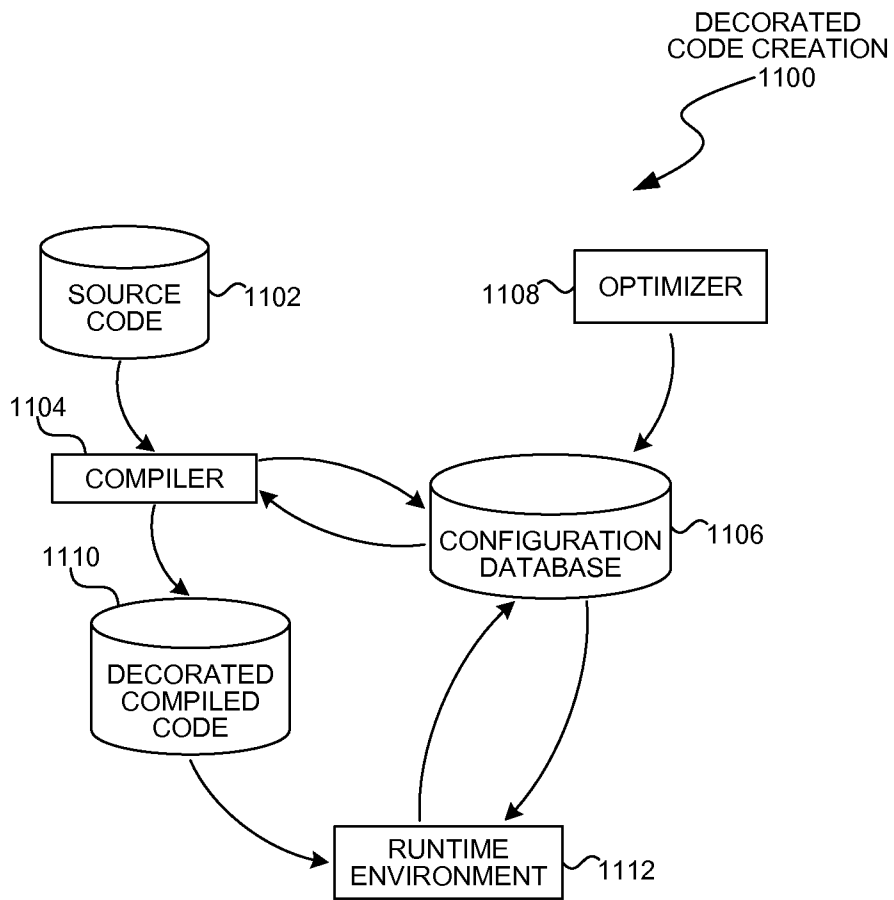 DECORATED
CODE CREATION
1100
SOURCE
CODE
1102
1108
OPTIMIZER
1104
COMPILER
CONFIGURATION
DATABASE
1106
1110
DECORATED
COMPILED
CODE
RUNTIME
ENVIRONMENT
1112